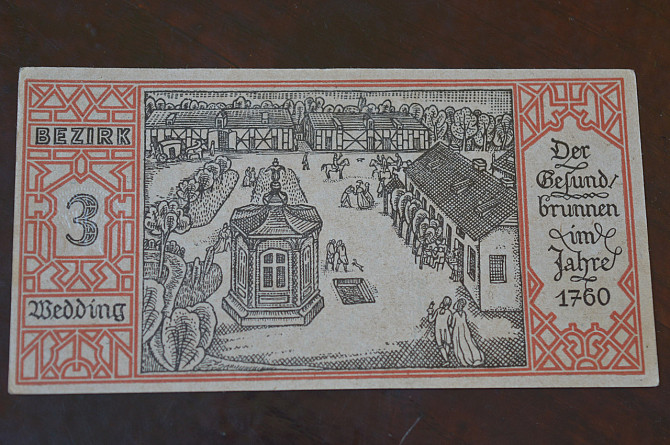 BEZIRK
3
Wedding
Der
Gesund/
brunnen
im
Jahre
1760